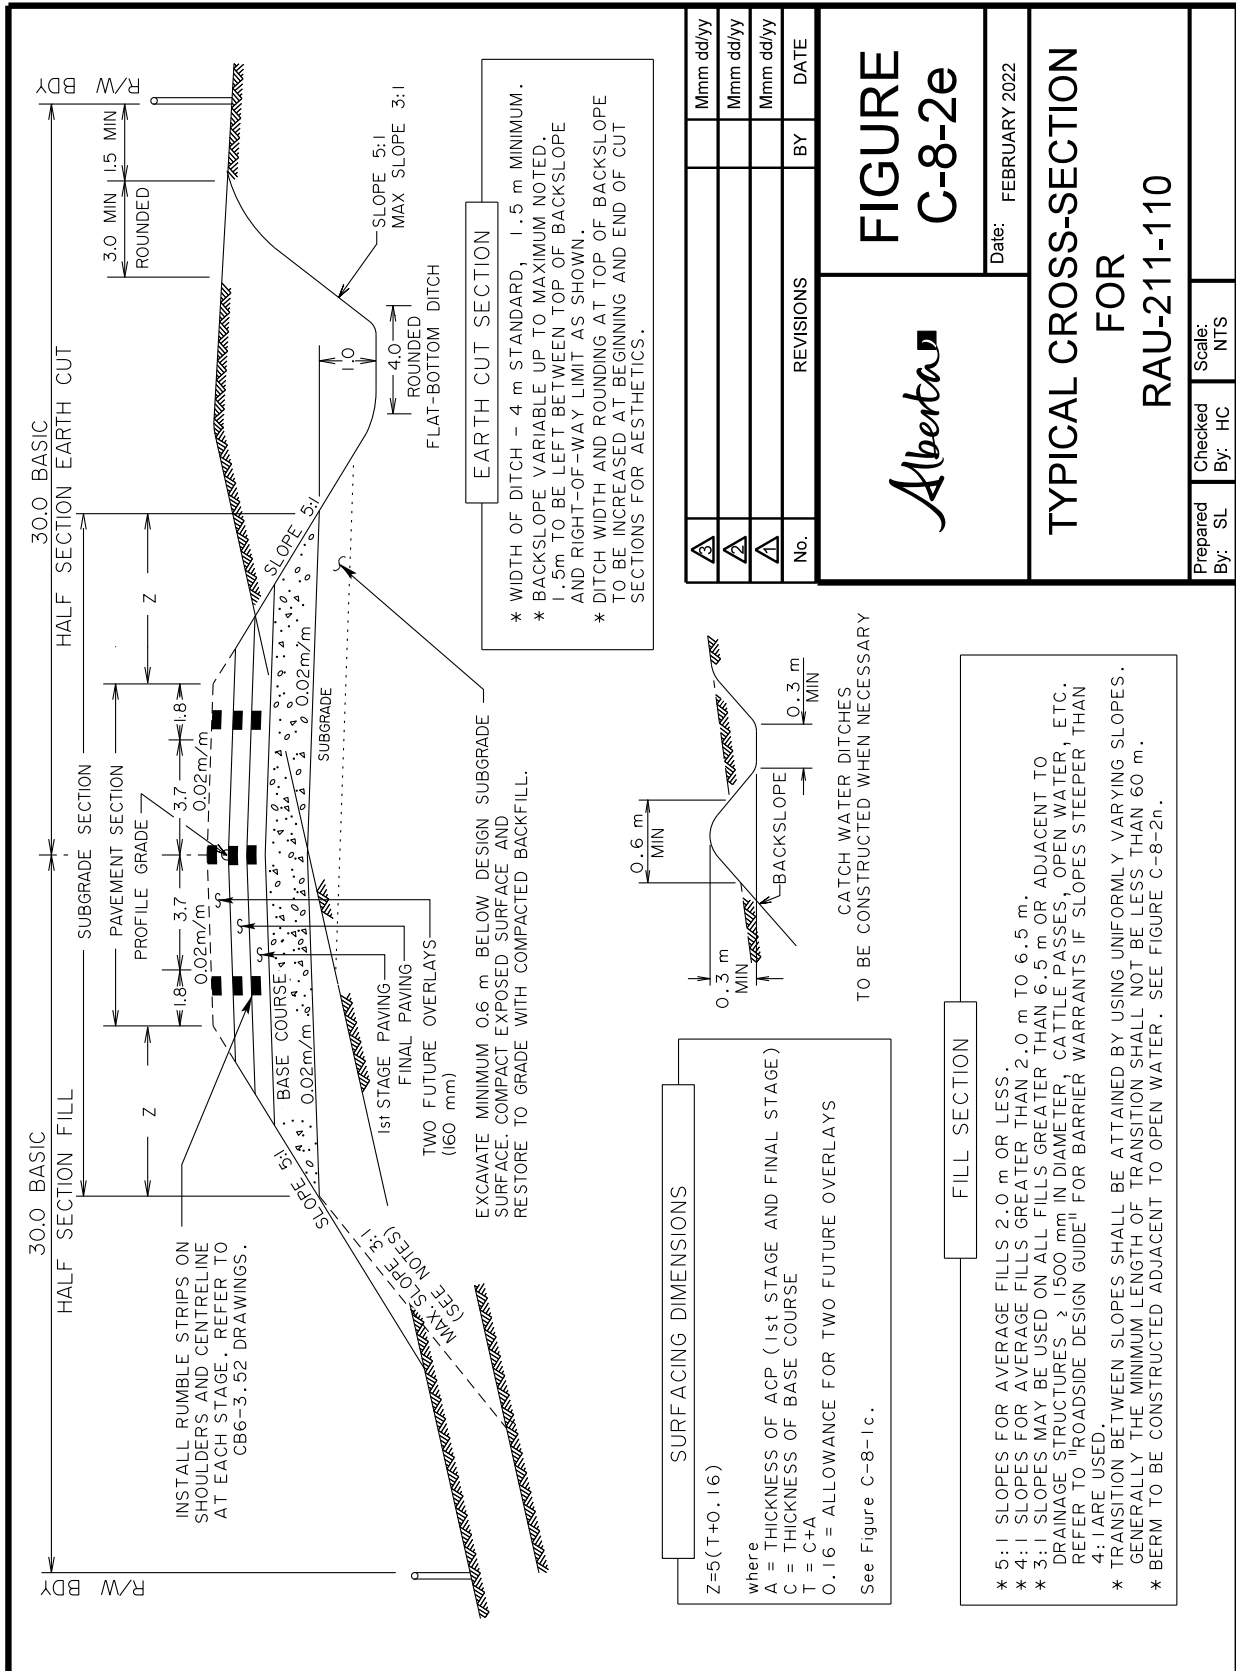 30.0 BASIC
HALF SECTION FILL
30.0 BASIC
HALF SECTION EARTH CUT
R/W BDY
R/W BDY
SUBGRADE SECTION
PAVEMENT SECTION
PROFILE GRADE
Z
Z
1.8
3.7
3.7
1.8
0.02m/m
0.02m/m
3.0 MIN
1.5 MIN
ROUNDED
INSTALL RUMBLE STRIPS ON
SHOULDERS AND CENTRELINE
AT EACH STAGE. REFER TO
CB6-3.52 DRAWINGS.
SLOPE 5:1
MAX. SLOPE 3:1
(SEE NOTES)
BASE COURSE
0.02m/m
0.02m/m
SUBGRADE
SLOPE 5:1
1.0
4.0
ROUNDED
FLAT-BOTTOM DITCH
SLOPE 5:1
MAX SLOPE 3:1
1st STAGE PAVING
FINAL PAVING
TWO FUTURE OVERLAYS
(160 mm)
EXCAVATE MINIMUM 0.6 m BELOW DESIGN SUBGRADE
SURFACE. COMPACT EXPOSED SURFACE AND
RESTORE TO GRADE WITH COMPACTED BACKFILL.
EARTH CUT SECTION
* WIDTH OF DITCH - 4 m STANDARD, 1.5 m MINIMUM.
* BACKSLOPE VARIABLE UP TO MAXIMUM NOTED.
1.5m TO BE LEFT BETWEEN TOP OF BACKSLOPE
AND RIGHT-OF-WAY LIMIT AS SHOWN.
* DITCH WIDTH AND ROUNDING AT TOP OF BACKSLOPE
TO BE INCREASED AT BEGINNING AND END OF CUT
SECTIONS FOR AESTHETICS.
SURFACING DIMENSIONS
Z=5(T+0.16)
where
A = THICKNESS OF ACP (1st STAGE AND FINAL STAGE)
C = THICKNESS OF BASE COURSE
T = C+A
0.16 = ALLOWANCE FOR TWO FUTURE OVERLAYS
See Figure C-8-1c.
0.3 m
MIN
0.6 m
MIN
BACKSLOPE
0.3 m
MIN
CATCH WATER DITCHES
TO BE CONSTRUCTED WHEN NECESSARY
FILL SECTION
* 5:1 SLOPES FOR AVERAGE FILLS 2.0 m OR LESS.
* 4:1 SLOPES FOR AVERAGE FILLS GREATER THAN 2.0 m TO 6.5 m.
* 3:1 SLOPES MAY BE USED ON ALL FILLS GREATER THAN 6.5 m OR ADJACENT TO
DRAINAGE STRUCTURES ≥ 1500 mm IN DIAMETER, CATTLE PASSES, OPEN WATER, ETC.
REFER TO "ROADSIDE DESIGN GUIDE" FOR BARRIER WARRANTS IF SLOPES STEEPER THAN
4:1 ARE USED.
* TRANSITION BETWEEN SLOPES SHALL BE ATTAINED BY USING UNIFORMLY VARYING SLOPES.
GENERALLY THE MINIMUM LENGTH OF TRANSITION SHALL NOT BE LESS THAN 60 m.
* BERM TO BE CONSTRUCTED ADJACENT TO OPEN WATER. SEE FIGURE C-8-2n.
3 Mmm dd/yy
2 Mmm dd/yy
1 Mmm dd/yy
No. REVISIONS BY DATE
Alberta
FIGURE
C-8-2e
Date: FEBRUARY 2022
TYPICAL CROSS-SECTION
FOR
RAU-211-110
Prepared By: SL
Checked By: HC
Scale: NTS